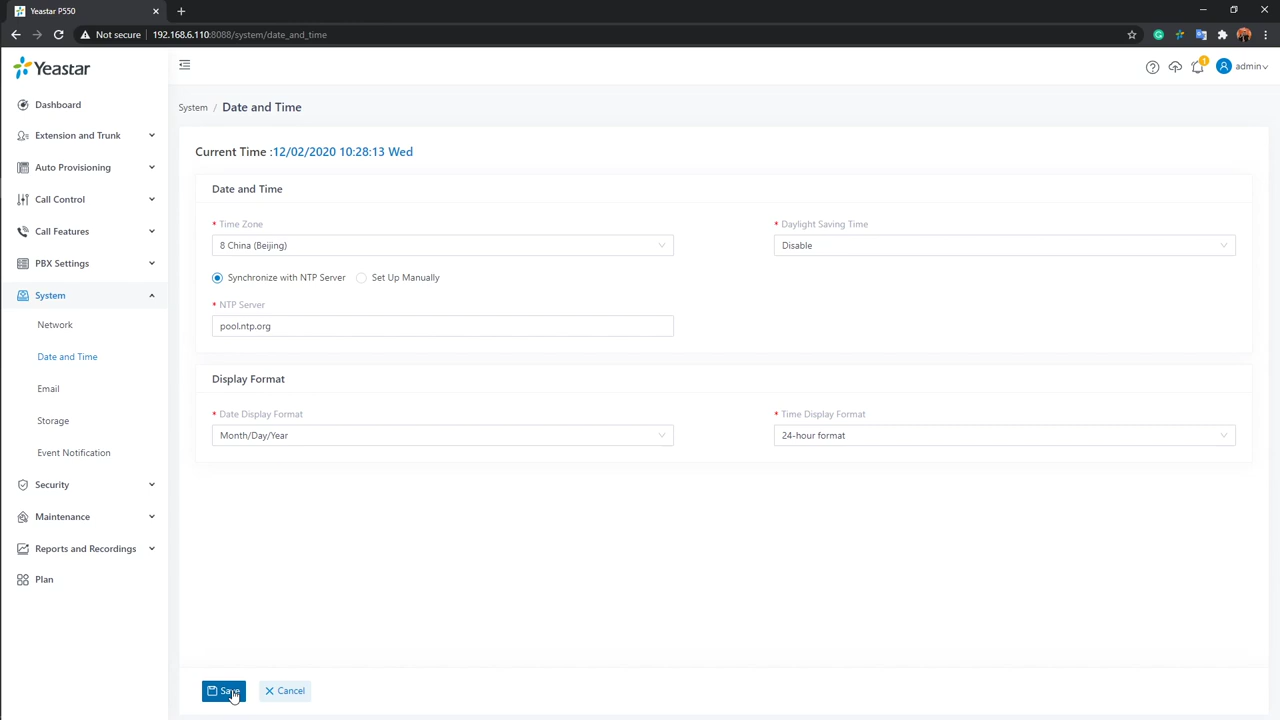 Yeastar P550
Not secure 192.168.6.110:8088/system/date_and_time
Yeastar
1
admin
Dashboard
Extension and Trunk
Auto Provisioning
Call Control
Call Features
PBX Settings
System
Network
Date and Time
Email
Storage
Event Notification
Security
Maintenance
Reports and Recordings
Plan
System / Date and Time
Current Time :12/02/2020 10:28:13 Wed
Date and Time
* Time Zone
8 China (Beijing)
* Daylight Saving Time
Disable
Synchronize with NTP Server
Set Up Manually
* NTP Server
pool.ntp.org
Display Format
* Date Display Format
Month/Day/Year
* Time Display Format
24-hour format
Save
Cancel